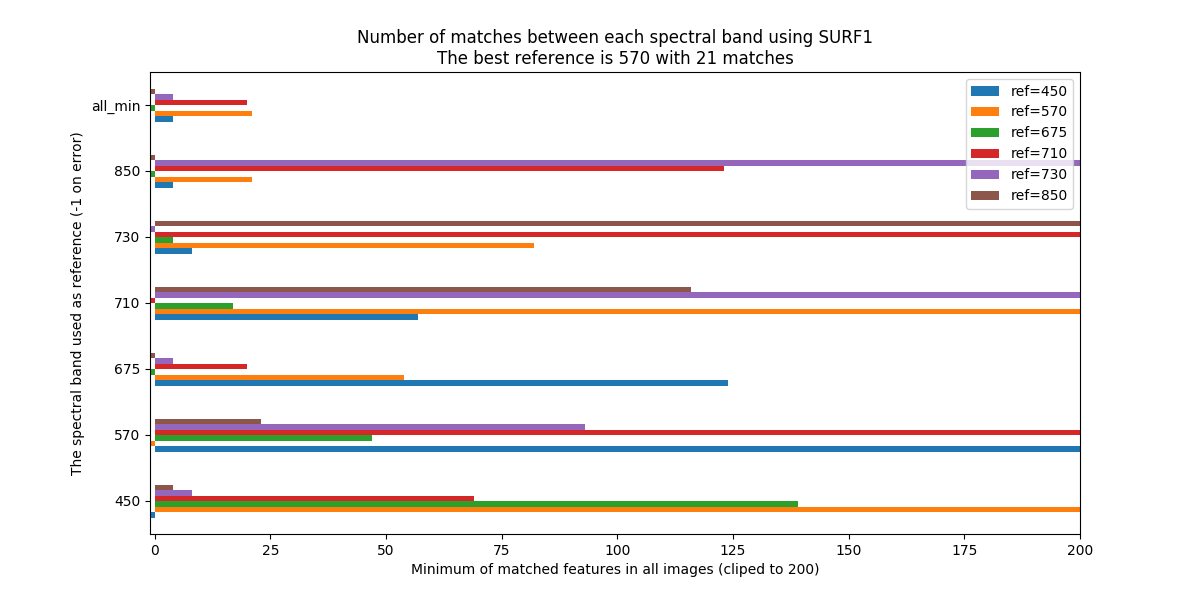 Number of matches between each spectral band using SURF1
The best reference is 570 with 21 matches
The spectral band used as reference (-1 on error)
all_min
850
730
710
675
570
450
ref=450
ref=570
ref=675
ref=710
ref=730
ref=850
0 25 50 75 100 125 150 175 200
Minimum of matched features in all images (cliped to 200)